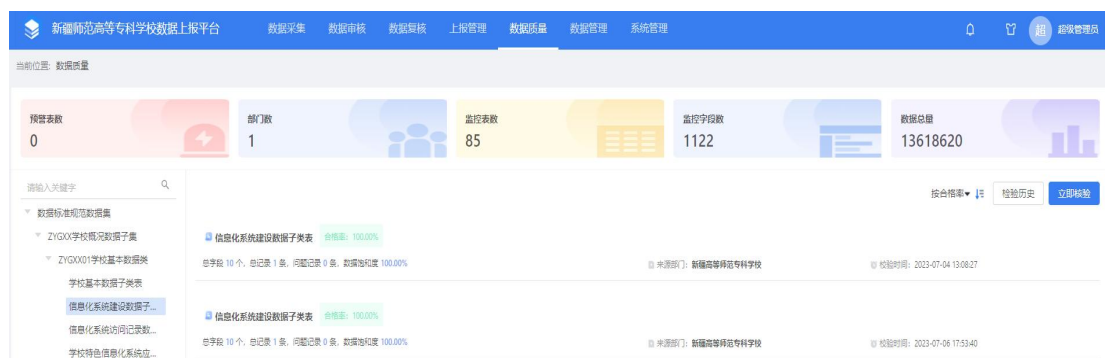 新疆师范高等专科学校数据上报平台 数据采集 数据审核 数据复核 上报管理 数据质量 数据管理 系统管理 超 超级管理员
当前位置: 数据质量
预警表数 部门数 监控表数 监控字段数 数据总量
0 1 85 1122 13618620
请输入关键字 按合格率 检验历史 立即核验
数据标准规范数据集
ZYGXX学校概况数据子集
信息化系统建设数据子类表 合格率: 100.00%
ZYGXX01学校基本数据类
总字段 10 个, 总记录 1 条, 问题记录 0 条, 数据饱和度 100.00% 来源部门: 新疆高等师范专科学校 校验时间: 2023-07-04 13:08:27
学校基本数据子类表
信息化系统建设数据子...
信息化系统建设数据子类表 合格率: 100.00%
信息化系统访问记录数...
总字段 10 个, 总记录 1 条, 问题记录 0 条, 数据饱和度 100.00% 来源部门: 新疆高等师范专科学校 校验时间: 2023-07-06 17:53:40
学校特色信息化系统应...